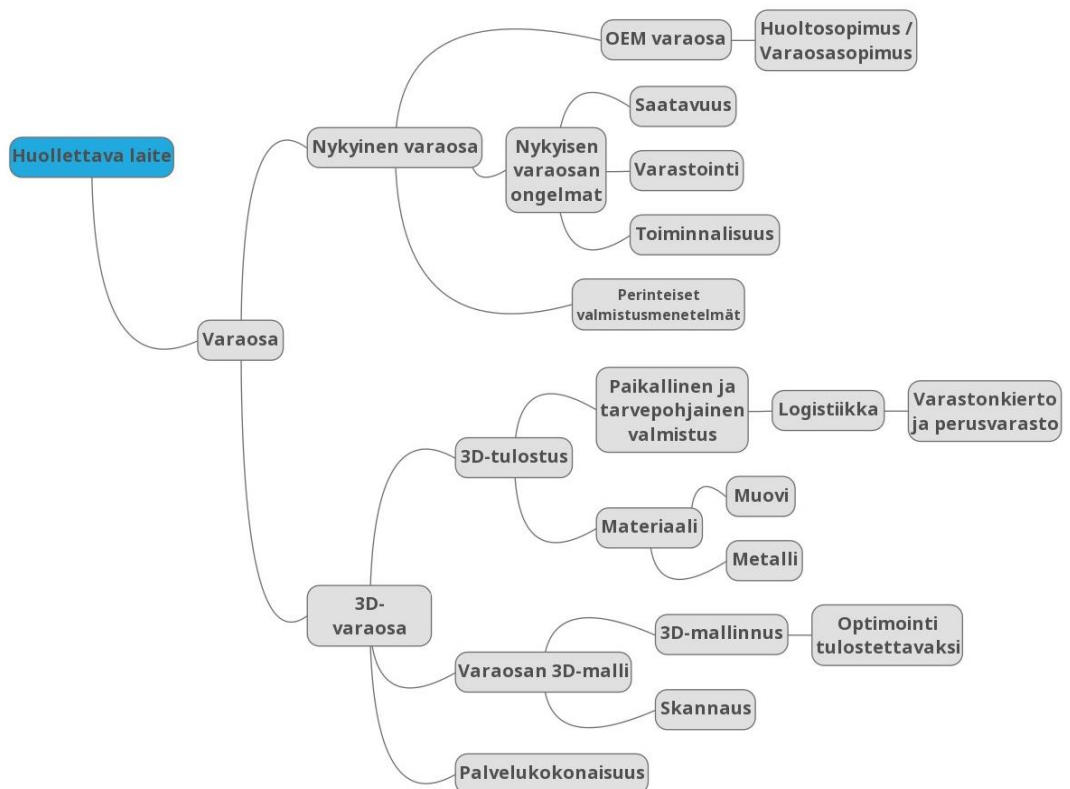 Huollettava laite
Varaosa
Nykyinen varaosa
OEM varaosa
Huoltosopimus /
Varaosasopimus
Nykyisen
varaosan
ongelmat
Saatavuus
Varastointi
Toiminnalisuus
Perinteiset
valmistusmenetelmät
3D-
varaosa
3D-tulostus
Paikallinen ja
tarvepohjainen
valmistus
Logistiikka
Varastonkierto
ja perusvarasto
Materiaali
Muovi
Metalli
Varaosan 3D-malli
3D-mallinnus
Optimointi
tulostettavaksi
Skannaus
Palvelukokonaisuus